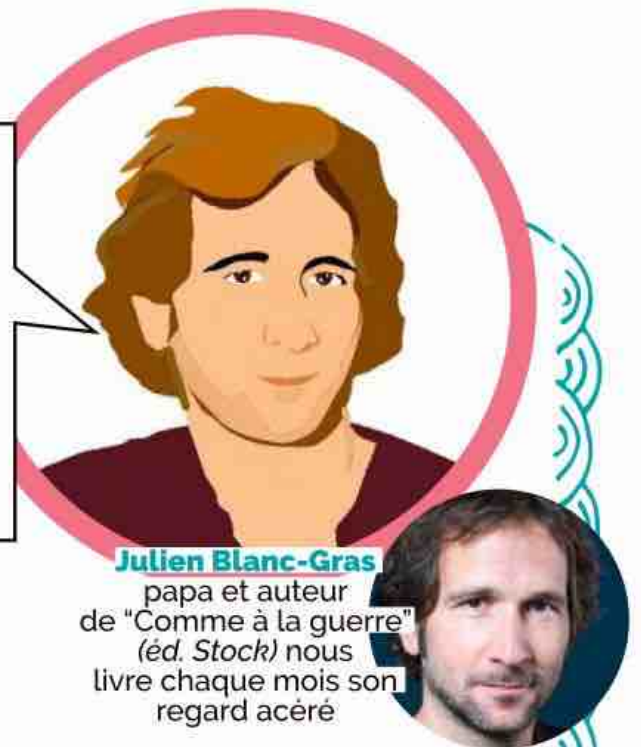 Julien Blanc-Gras
papa et auteur
de “Comme à la guerre”
(éd. Stock) nous
livre chaque mois son
regard acéré